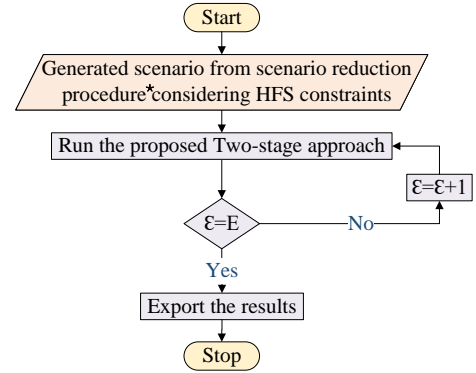 Start
Generated scenario from scenario reduction
procedure*considering HFS constraints
Run the proposed Two-stage approach
Ɛ=Ɛ+1
Ɛ=E
No
Yes
Export the results
Stop